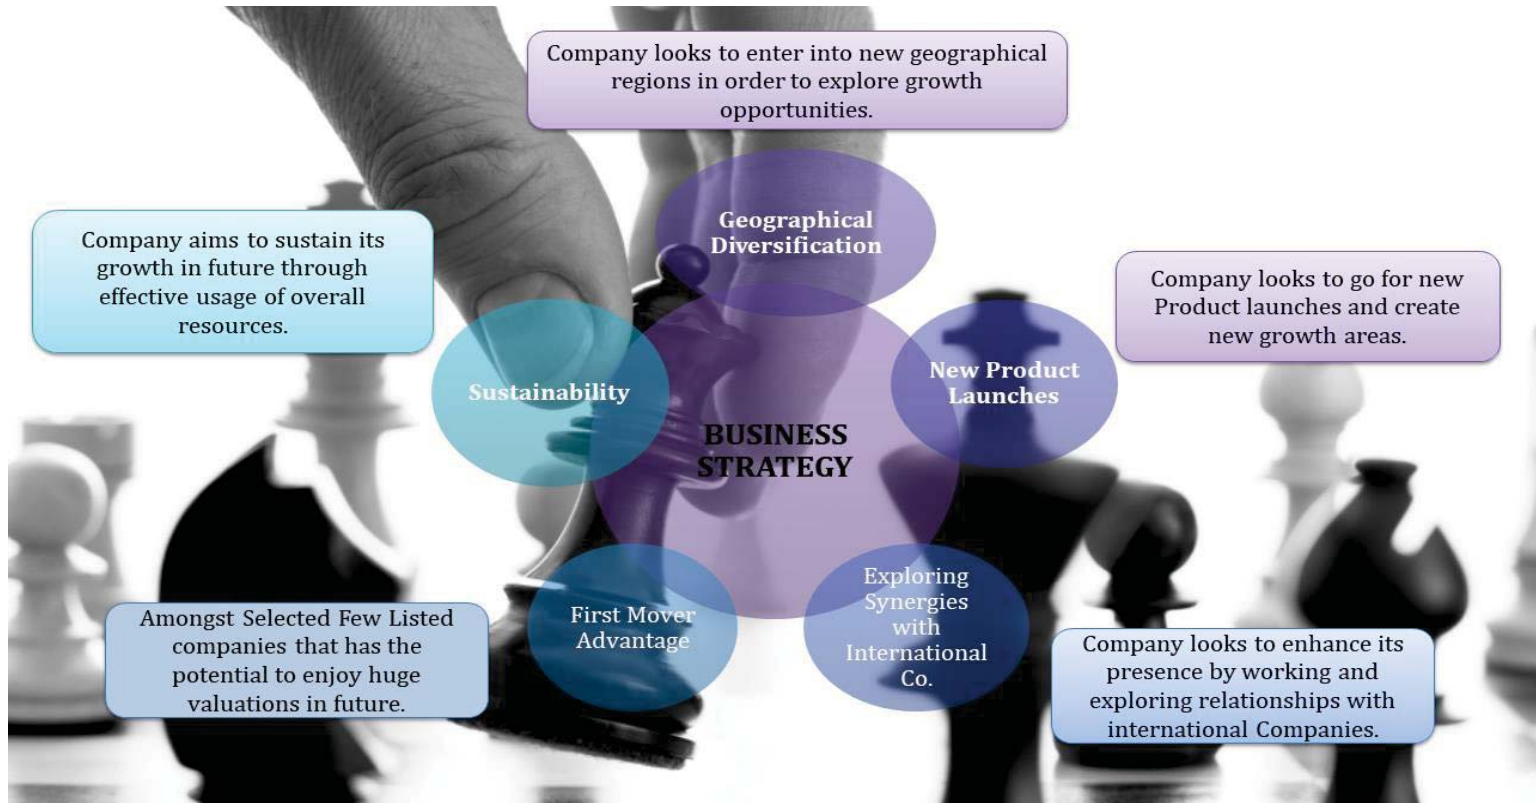 Company looks to enter into new geographical
regions in order to explore growth
opportunities.
Geographical
Diversification
Company aims to sustain its
growth in future through
effective usage of overall
resources.
Company looks to go for new
Product launches and create
new growth areas.
Sustainability
New Product
Launches
BUSINESS
STRATEGY
First Mover
Advantage
Exploring
Synergies
with
International
Co.
Amongst Selected Few Listed
companies that has the
potential to enjoy huge
valuations in future.
Company looks to enhance its
presence by working and
exploring relationships with
international Companies.